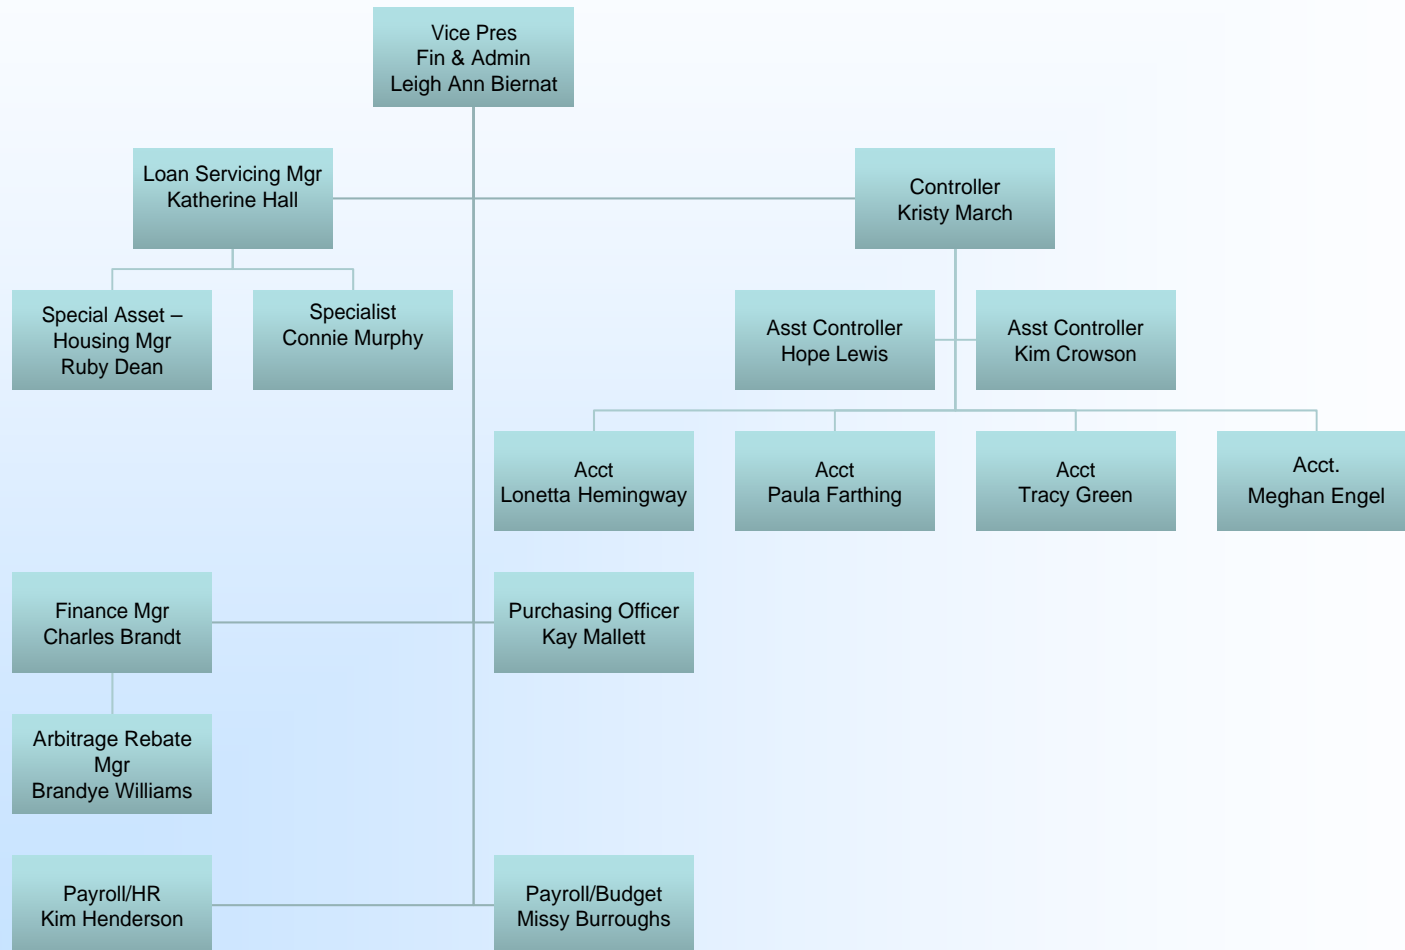 Vice Pres
Fin & Admin
Leigh Ann Biernat
Loan Servicing Mgr
Katherine Hall
Controller
Kristy March
Special Asset –
Housing Mgr
Ruby Dean
Specialist
Connie Murphy
Asst Controller
Hope Lewis
Asst Controller
Kim Crowson
Acct
Lonetta Hemingway
Acct
Paula Farthing
Acct
Tracy Green
Acct.
Meghan Engel
Finance Mgr
Charles Brandt
Purchasing Officer
Kay Mallett
Arbitrage Rebate
Mgr
Brandye Williams
Payroll/HR
Kim Henderson
Payroll/Budget
Missy Burroughs